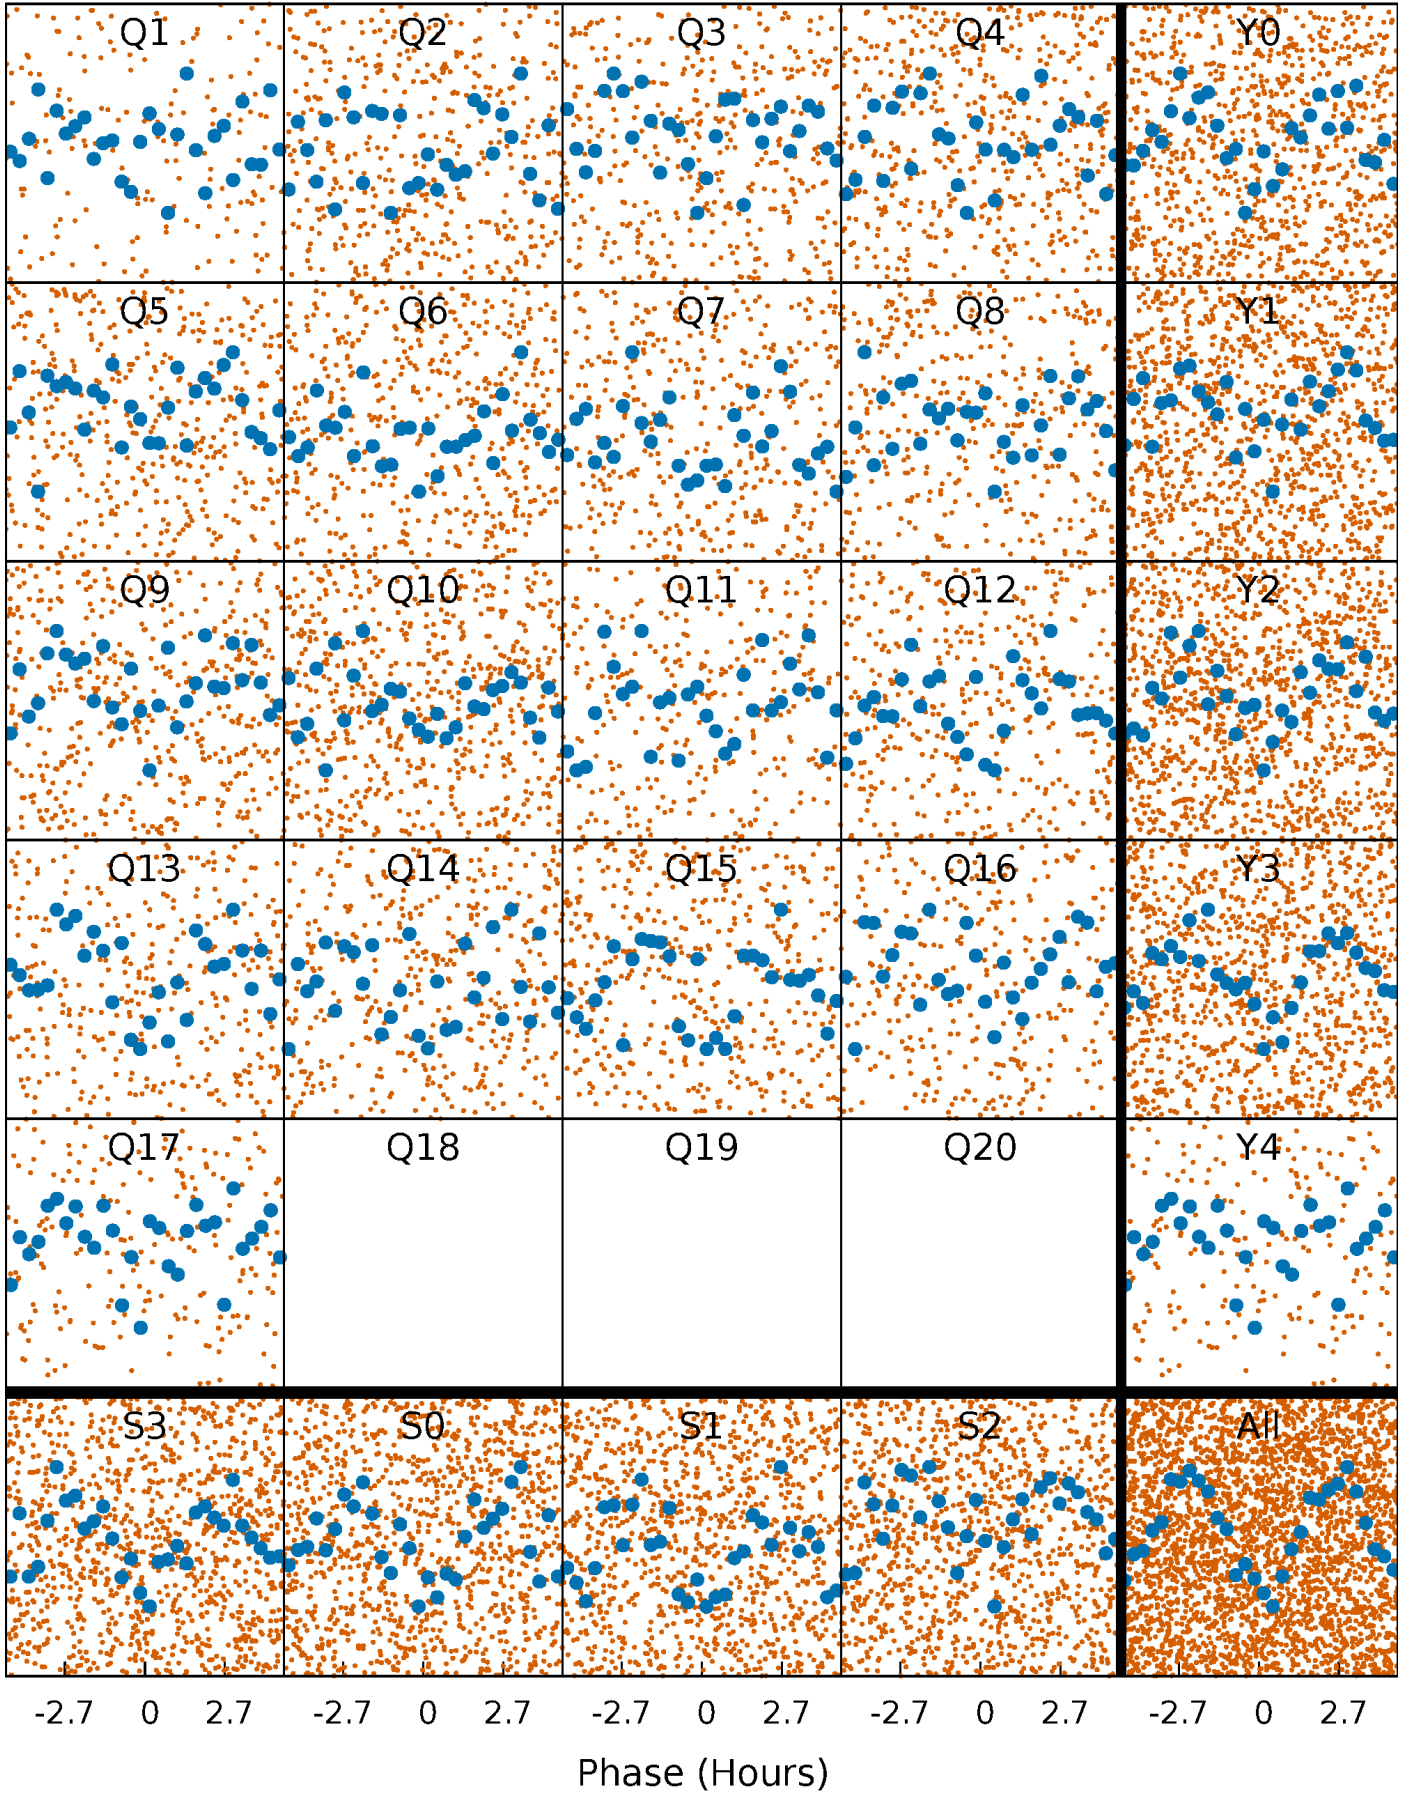 Q1 Q2 Q3 Q4 Y0
Q5 Q6 Q7 Q8 Y1
Q9 Q10 Q11 Q12 Y2
Q13 Q14 Q15 Q16 Y3
Q17 Q18 Q19 Q20 Y4
S3 S0 S1 S2 All
-2.7 0 2.7 -2.7 0 2.7 -2.7 0 2.7 -2.7 0 2.7 -2.7 0 2.7
Phase (Hours)